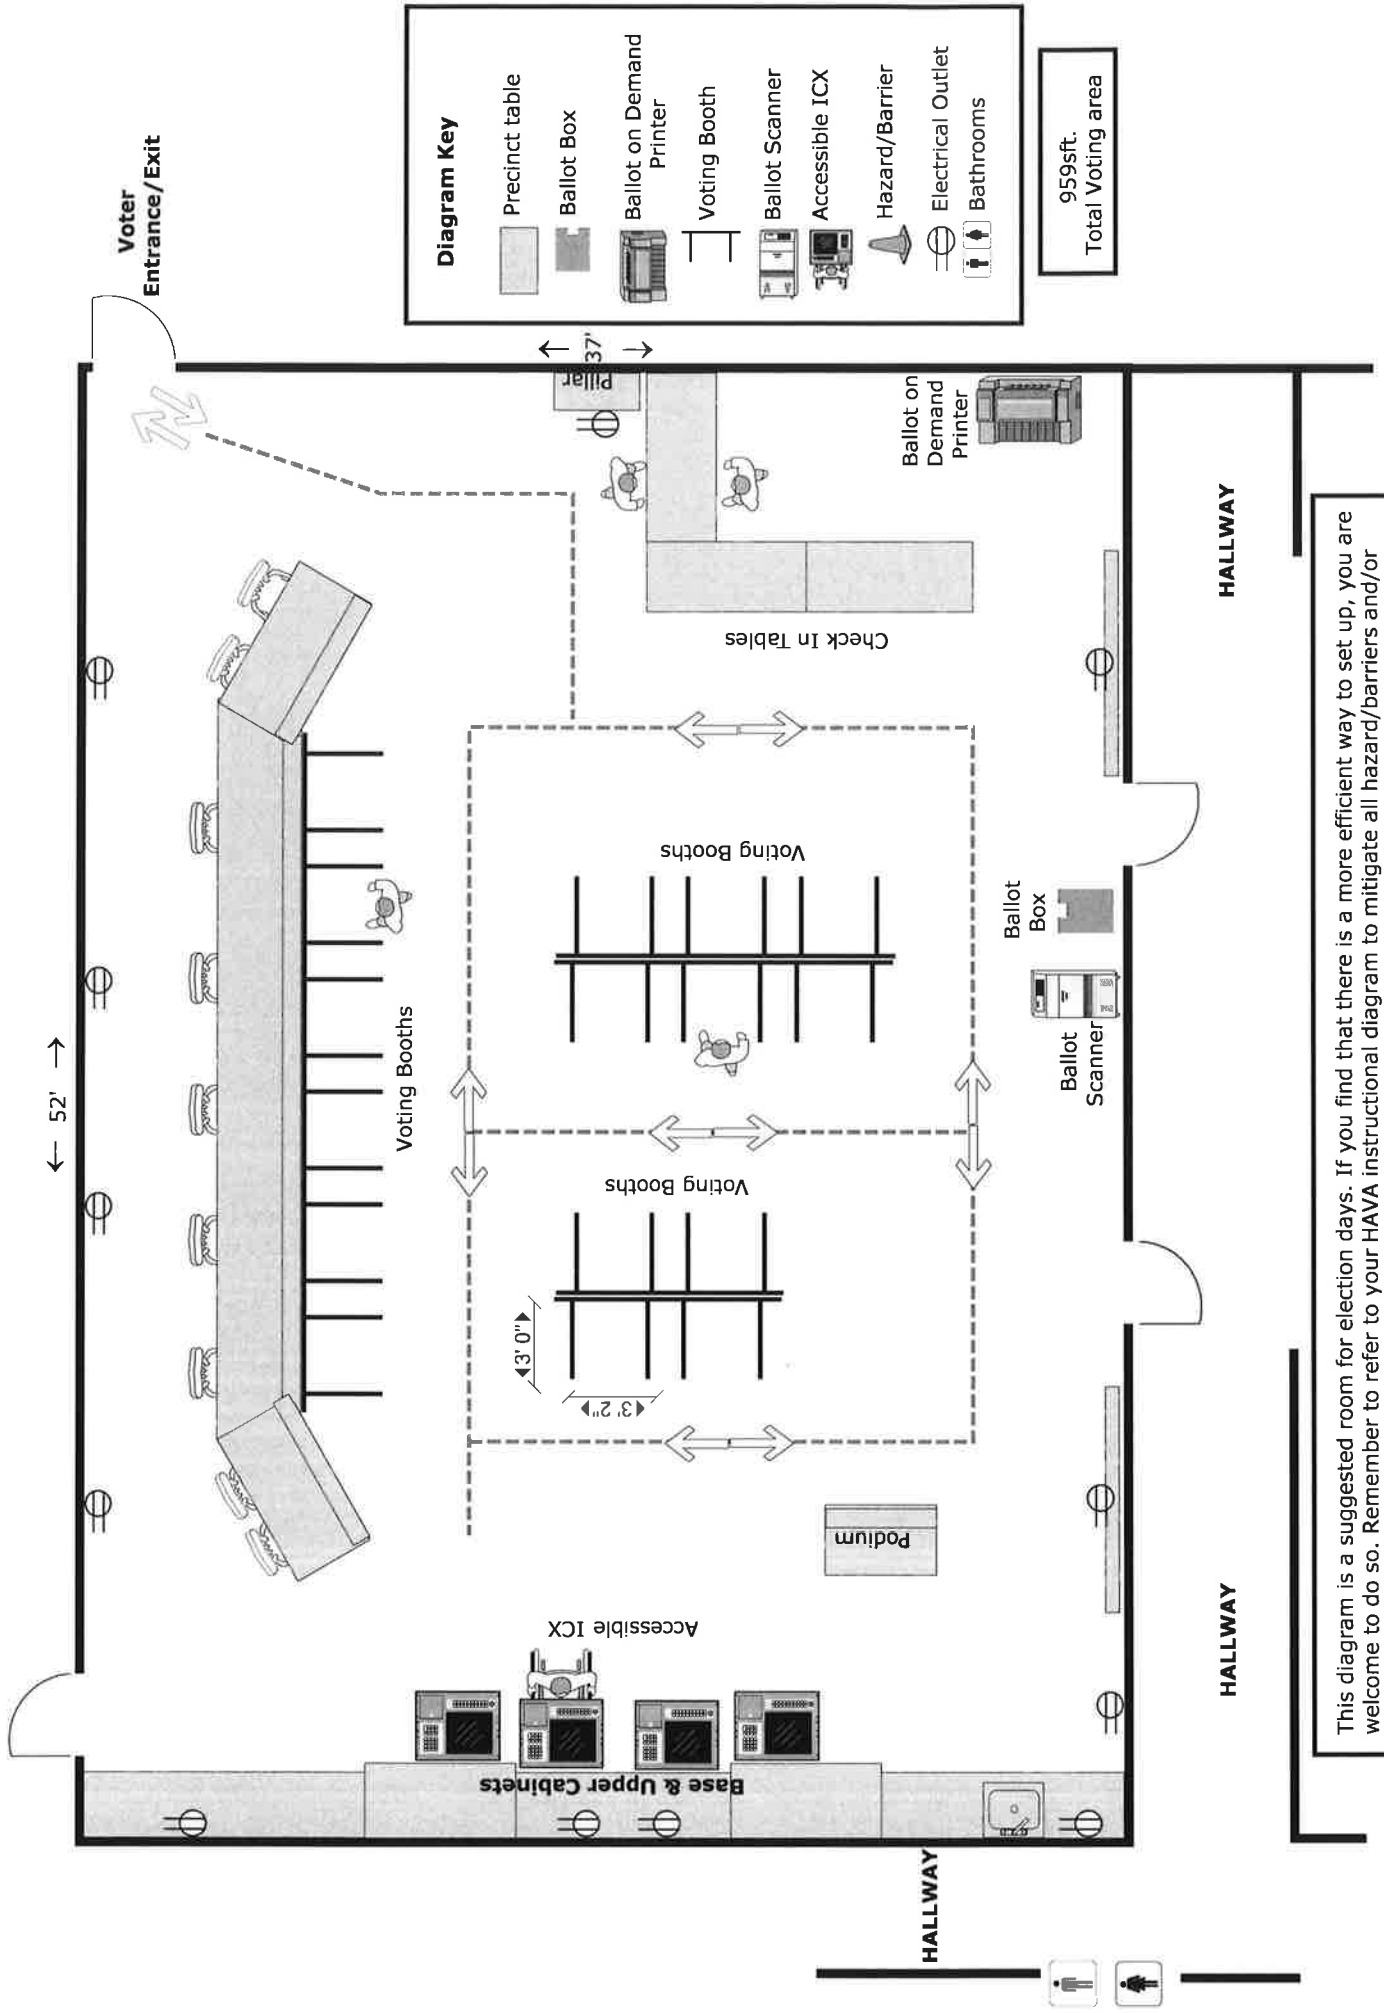 Voter
Entrance/Exit
Diagram Key
Precinct table
Ballot Box
Ballot on Demand
Printer
Voting Booth
Ballot Scanner
Accessible ICX
Hazard/Barrier
Electrical Outlet
Bathrooms
959sft.
Total Voting area
52'
37'
Pillar
Ballot on
Demand
Printer
Check In Tables
Voting Booths
Voting Booths
Voting Booths
3' 0"
3' 2"
Ballot
Box
Ballot
Scanner
Podium
Accessible ICX
Base & Upper Cabinets
HALLWAY
HALLWAY
HALLWAY
This diagram is a suggested room for election days. If you find that there is a more efficient way to set up, you are
welcome to do so. Remember to refer to your HAVA instructional diagram to mitigate all hazard/barriers and/or